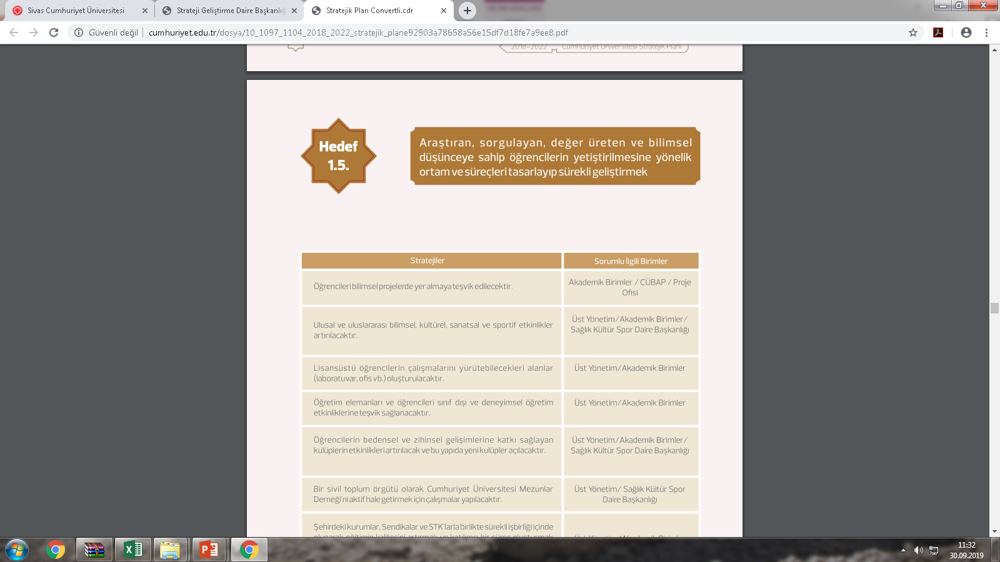 Sivas Cumhuriyet Üniversitesi
Strateji Geliştirme Daire Başkanlığ
Stratejik Plan Convertli.cdr
Güvenli değil
cumhuriyet.edu.tr/dosya/10_1097_1104_2018_2022_stratejik_plane92903a78658a56e15df7d18fe7a9ee8.pdf
2018-2022
Cumhuriyet Üniversitesi Stratejik Planı
Hedef
1.5.
Araştıran, sorgulayan, değer üreten ve bilimsel
düşünceye sahip öğrencilerin yetiştirilmesine yönelik
ortam ve süreçleri tasarlayıp sürekli geliştirmek
Stratejiler
Sorumlu İlgili Birimler
Öğrencileri bilimsel projelerde yer almaya teşvik edilecektir.
Akademik Birimler / CÜBAP / Proje
Ofisi
Ulusal ve uluslararası bilimsel, kültürel, sanatsal ve sportif etkinlikler
artırılacaktır.
Üst Yönetim/Akademik Birimler/
Sağlık Kültür Spor Daire Başkanlığı
Lisansüstü öğrencilerin çalışmalarını yürütebilecekleri alanlar
(laboratuvar, ofis vb.) oluşturulacaktır.
Üst Yönetim/Akademik Birimler
Öğretim elemanları ve öğrencileri sınıf dışı ve deneyimsel öğretim
etkinliklerine teşvik sağlanacaktır.
Üst Yönetim/Akademik Birimler
Öğrencilerin bedensel ve zihinsel gelişimlerine katkı sağlayan
kulüplerin etkinlikleri artırılacak ve bu yapıda yeni kulüpler açılacaktır.
Üst Yönetim/Akademik Birimler/
Sağlık Kültür Spor Daire Başkanlığı
Bir sivil toplum örgütü olarak Cumhuriyet Üniversitesi Mezunlar
Derneği'ni aktif hale getirmek için çalışmalar yapılacaktır.
Üst Yönetim/ Sağlık Kültür Spor
Daire Başkanlığı
Şehirdeki kurumlar, Sendikalar ve STK'larla birlikte sürekli işbirliği içinde
11:32
30.09.2019